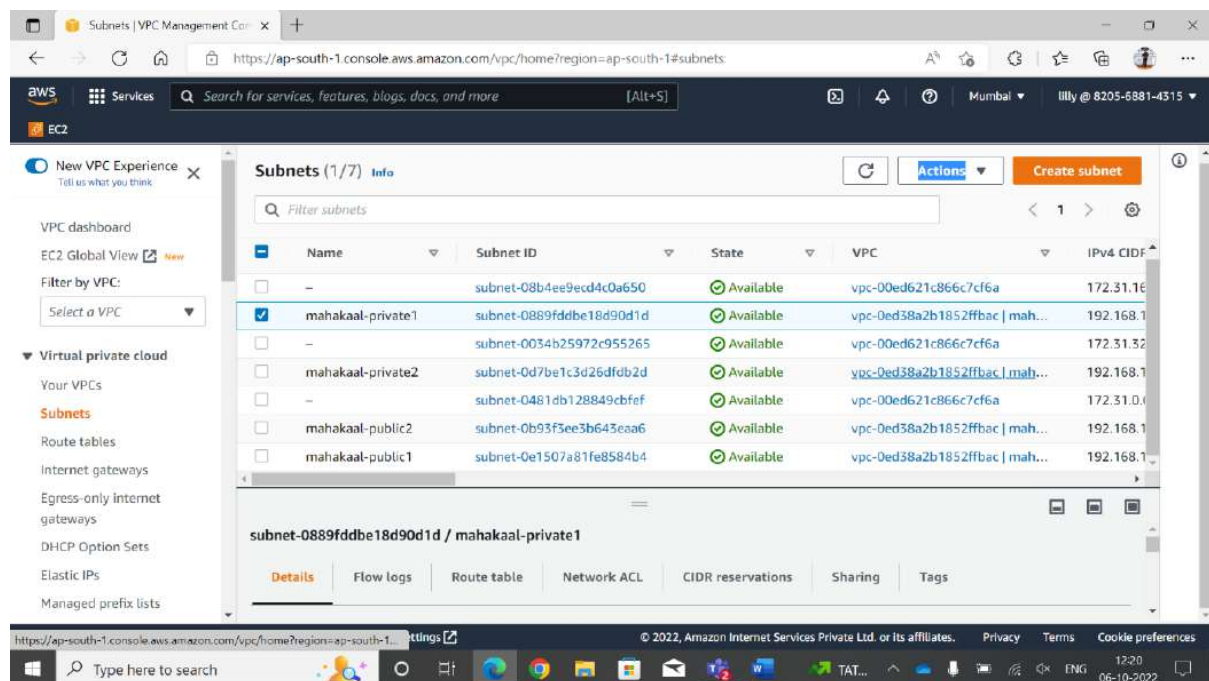 Subnets | VPC Management Con
https://ap-south-1.console.aws.amazon.com/vpc/home?region=ap-south-1#subnets:
aws Services Search for services, features, blogs, docs, and more [Alt+S] Mumbai lilly @ 8205-6881-4315
EC2
New VPC Experience
Tell us what you think
VPC dashboard
EC2 Global View New
Filter by VPC:
Select a VPC
Virtual private cloud
Your VPCs
Subnets
Route tables
Internet gateways
Egress-only internet
gateways
DHCP Option Sets
Elastic IPs
Managed prefix lists
Subnets (1/7) Info Actions Create subnet
Filter subnets 1
Name Subnet ID State VPC IPv4 CIDR
– subnet-08b4ee9ecd4c0a650 Available vpc-00ed621c866c7cf6a 172.31.16
mahakaal-private1 subnet-0889fddbe18d90d1d Available vpc-0ed38a2b1852ffbac | mah... 192.168.1
– subnet-0034b25972c955265 Available vpc-00ed621c866c7cf6a 172.31.32
mahakaal-private2 subnet-0d7be1c3d26dfdb2d Available vpc-0ed38a2b1852ffbac | mah... 192.168.1
– subnet-0481db128849cbfef Available vpc-00ed621c866c7cf6a 172.31.0.
mahakaal-public2 subnet-0b93f3ee3b643eaa6 Available vpc-0ed38a2b1852ffbac | mah... 192.168.1
mahakaal-public1 subnet-0e1507a81fe8584b4 Available vpc-0ed38a2b1852ffbac | mah... 192.168.1
subnet-0889fddbe18d90d1d / mahakaal-private1
Details Flow logs Route table Network ACL CIDR reservations Sharing Tags
https://ap-south-1.console.aws.amazon.com/vpc/home?region=ap-south-1... ettings © 2022, Amazon Internet Services Private Ltd. or its affiliates. Privacy Terms Cookie preferences
Type here to search TAT... ENG 12:20
06-10-2022